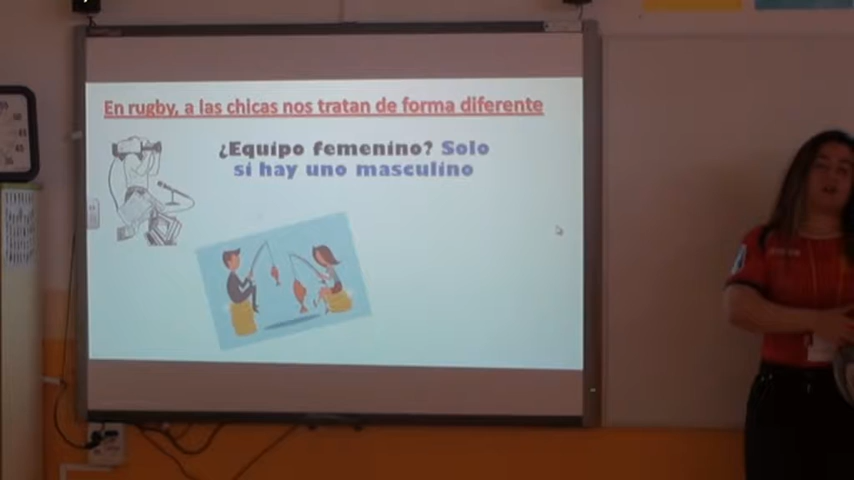 En rugby, a las chicas nos tratan de forma diferente
¿Equipo femenino? Solo
si hay uno masculino